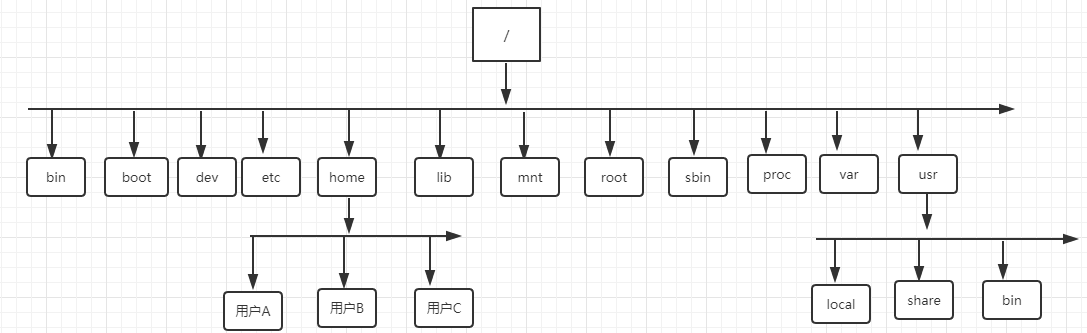 /
bin
boot
dev
etc
home
lib
mnt
root
sbin
proc
var
usr
用户A
用户B
用户C
local
share
bin